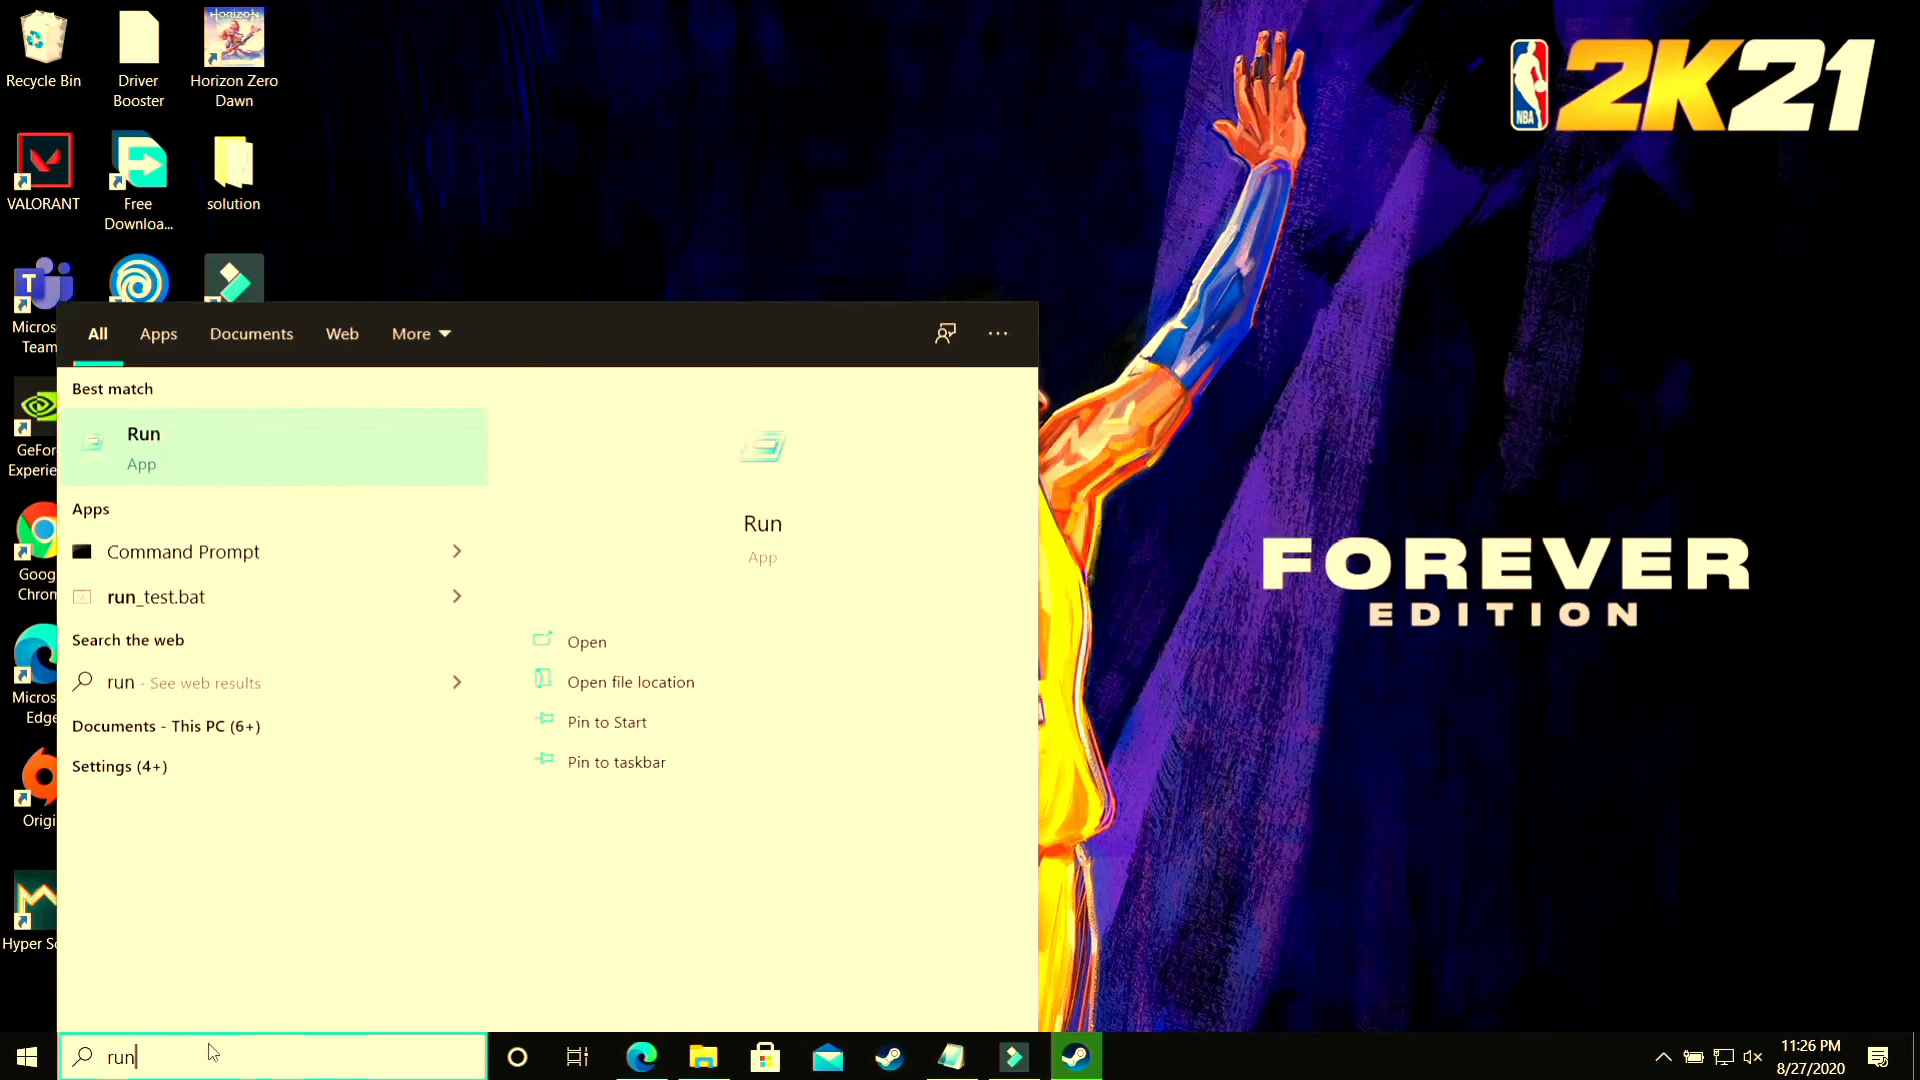 Recycle Bin
Driver
Booster
Horizon Zero
Dawn
HORIZON
VALORANT
Free
Downloa...
solution
T
Micros
Team
GeFor
Experie
Goog
Chron
Micros
Edge
Origi
Hyper Sc
NBA
2K21
FOREVER
EDITION
All
Apps
Documents
Web
More
Best match
Run
App
Apps
Command Prompt
run_test.bat
Search the web
run - See web results
Documents - This PC (6+)
Settings (4+)
Run
App
Open
Open file location
Pin to Start
Pin to taskbar
run
11:26 PM
8/27/2020